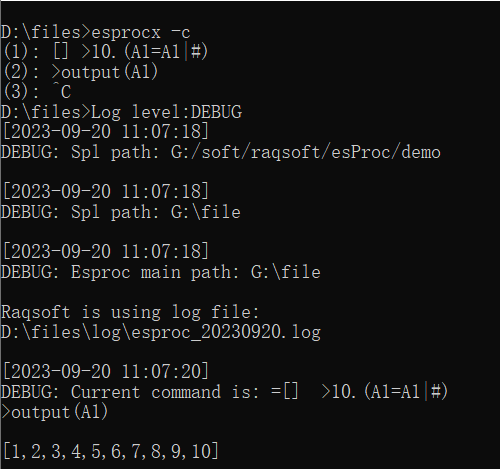 D:\files>esprocx -c
(1): [] >10.(A1=A1|#)
(2): >output(A1)
(3): ^C
D:\files>Log level:DEBUG
[2023-09-20 11:07:18]
DEBUG: Spl path: G:/soft/raqsoft/esProc/demo
[2023-09-20 11:07:18]
DEBUG: Spl path: G:\file
[2023-09-20 11:07:18]
DEBUG: Esproc main path: G:\file
Raqsoft is using log file:
D:\files\log\esproc_20230920.log
[2023-09-20 11:07:20]
DEBUG: Current command is: =[]  >10.(A1=A1|#)
>output(A1)
[1,2,3,4,5,6,7,8,9,10]